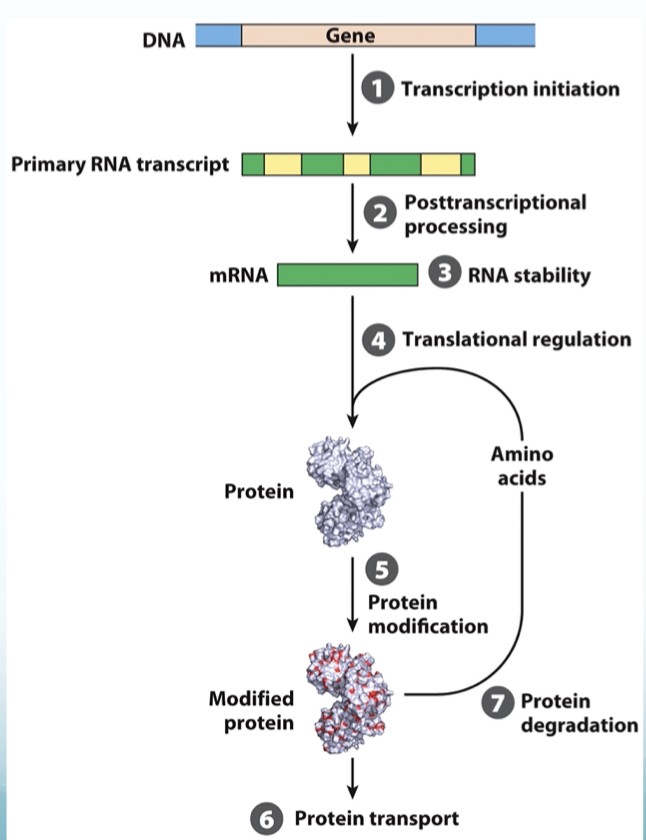 DNA
Gene
1 Transcription initiation
Primary RNA transcript
2 Posttranscriptional
processing
mRNA
3 RNA stability
4 Translational regulation
Amino
acids
Protein
5
Protein
modification
Modified
protein
7 Protein
degradation
6 Protein transport